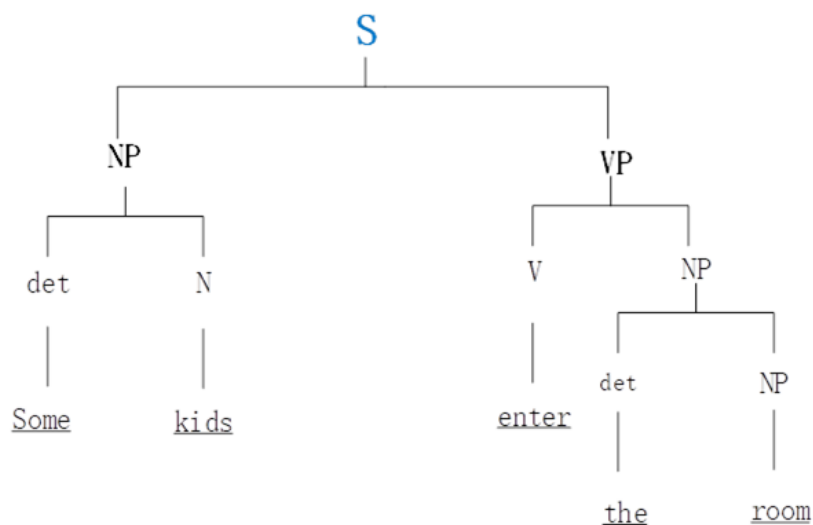 S
NP VP
det N V NP
det NP
Some kids enter
the room